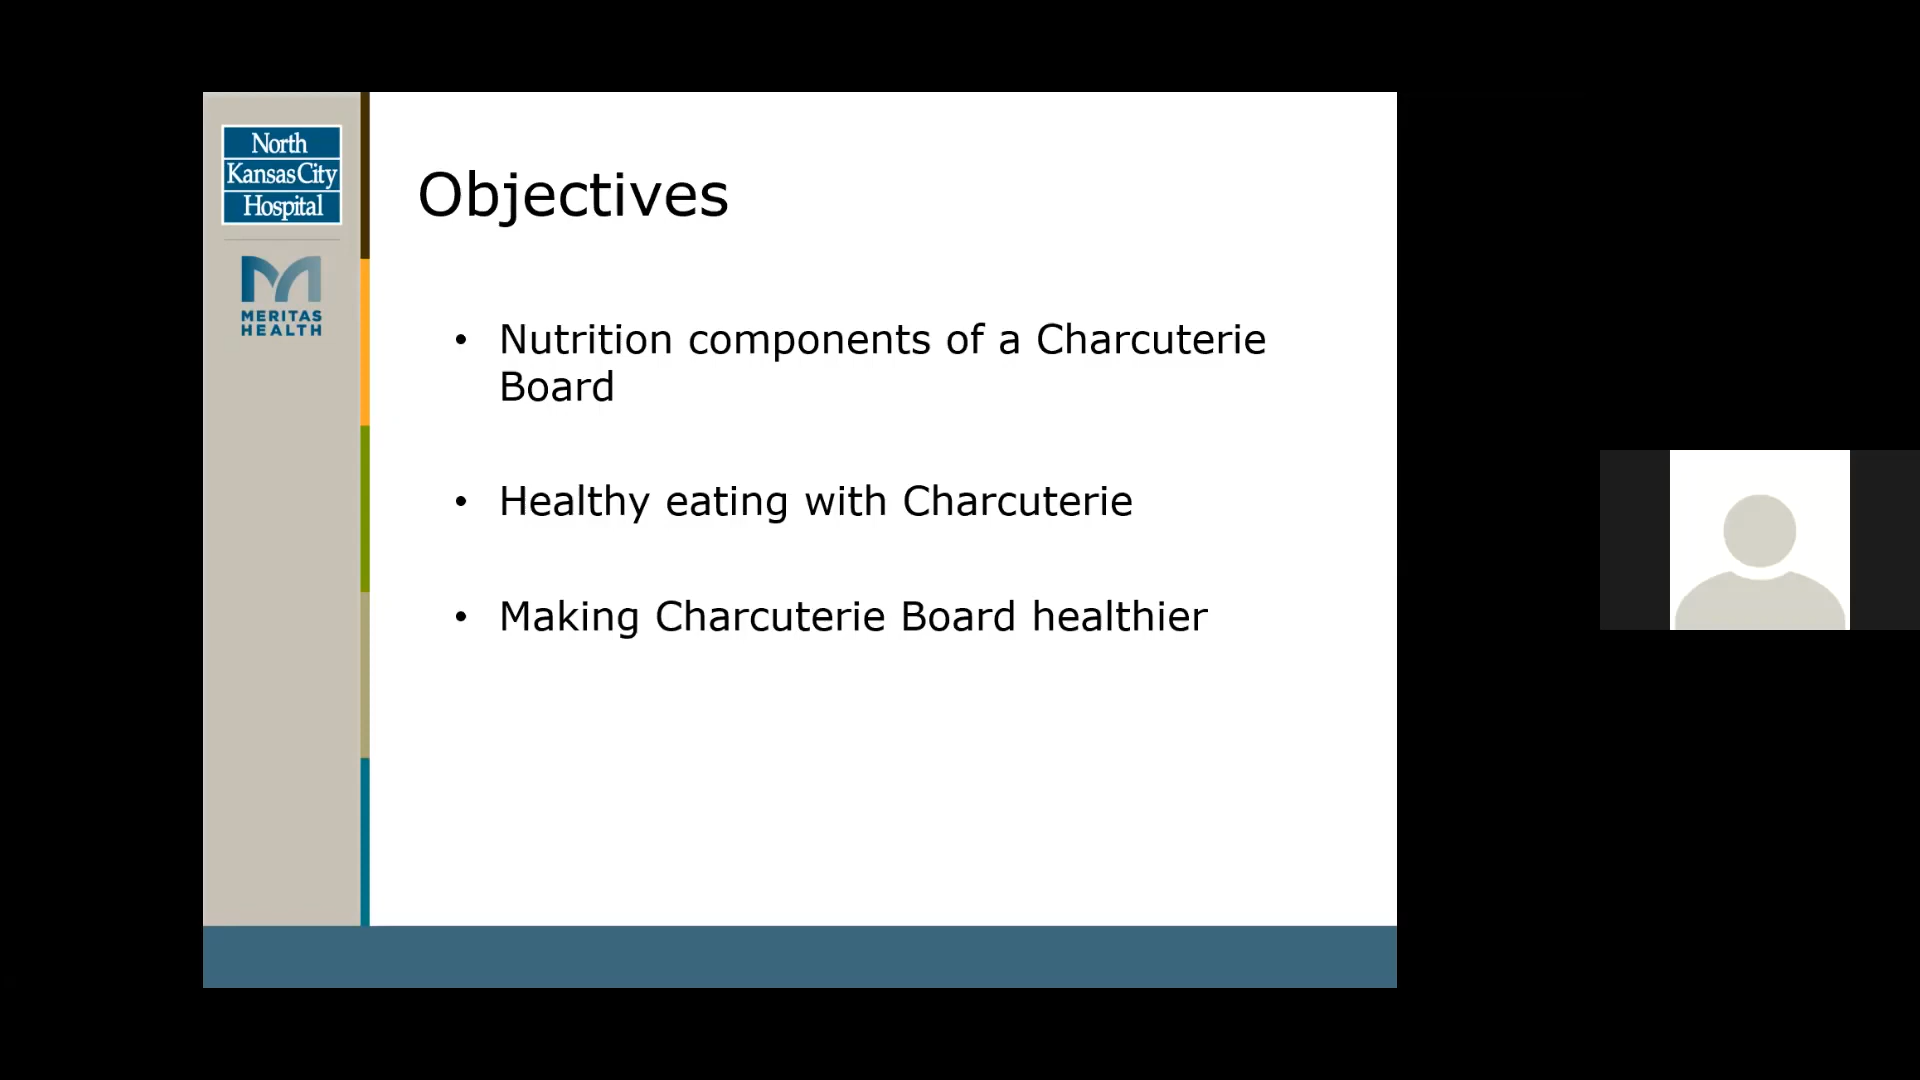 North
Kansas City
Hospital
MERITAS
HEALTH
Objectives
• Nutrition components of a Charcuterie
Board
• Healthy eating with Charcuterie
• Making Charcuterie Board healthier